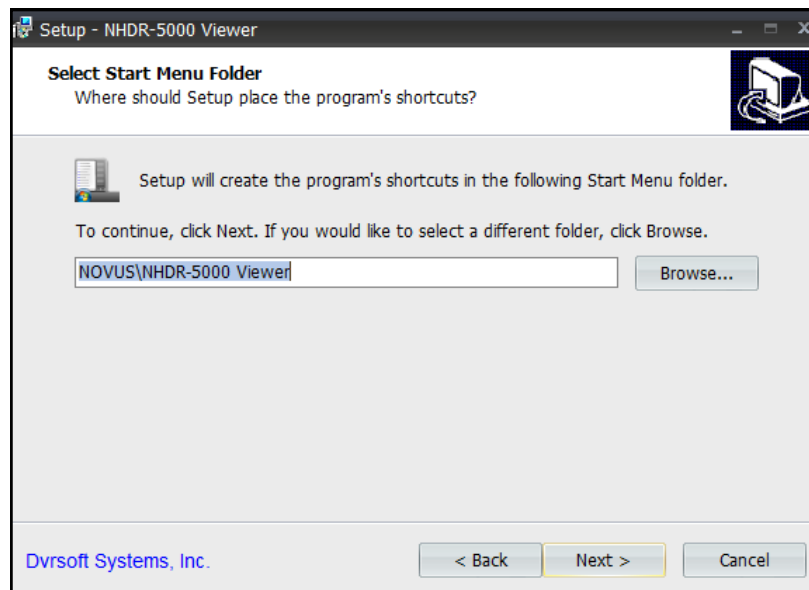 Setup - NHDR-5000 Viewer
Select Start Menu Folder
Where should Setup place the program's shortcuts?
Setup will create the program's shortcuts in the following Start Menu folder.
To continue, click Next. If you would like to select a different folder, click Browse.
NOVUS\NHDR-5000 Viewer
Browse...
Dvrsoft Systems, Inc.
< Back
Next >
Cancel